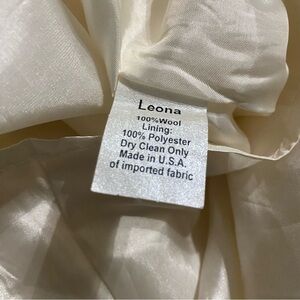 Leona
100%Wool
Lining:
100% Polyester
Dry Clean Only
Made in U.S.A.
of imported fabric